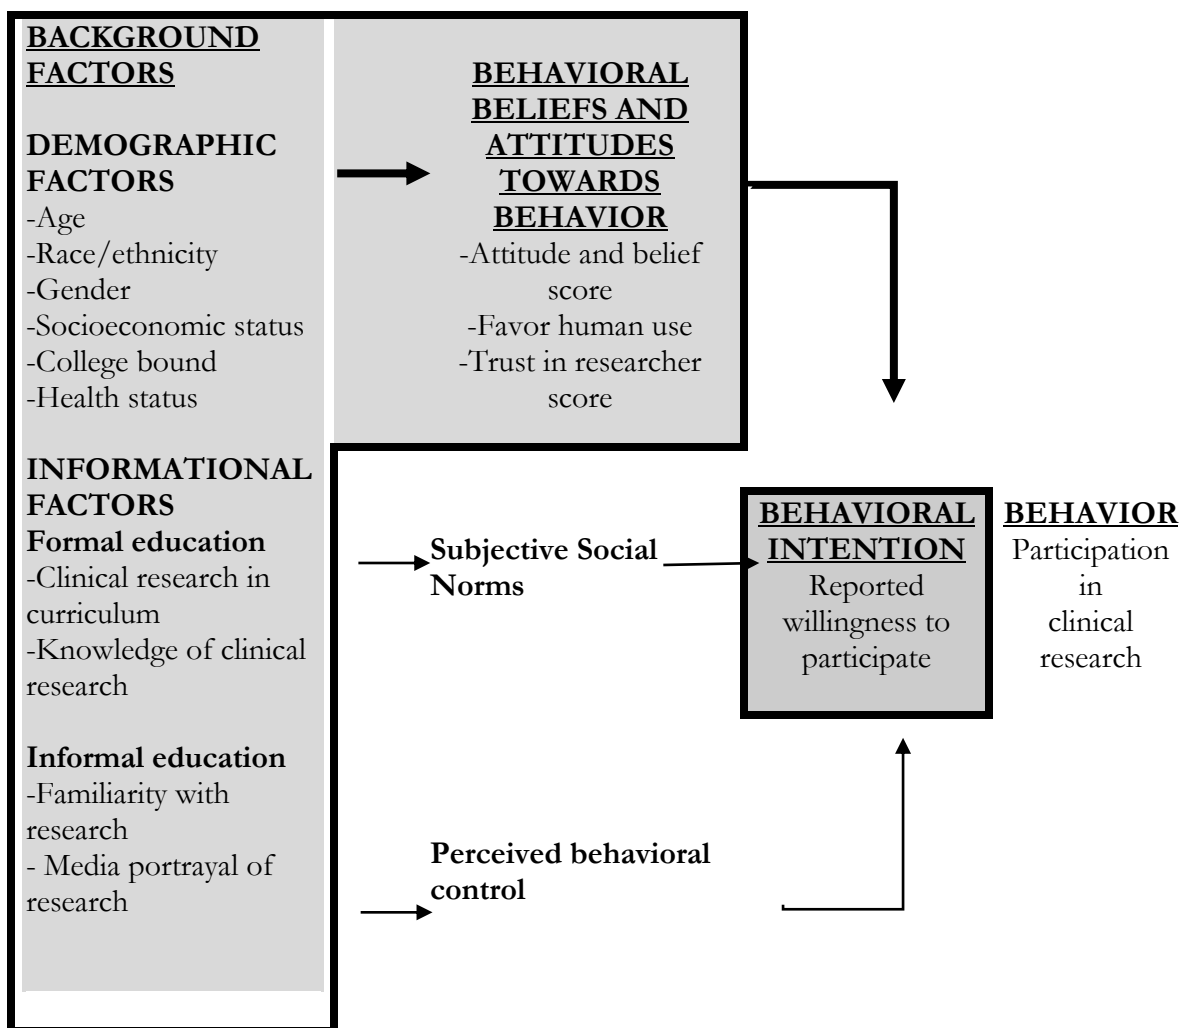 BACKGROUND
FACTORS
DEMOGRAPHIC
FACTORS
-Age
-Race/ethnicity
-Gender
-Socioeconomic status
-College bound
-Health status
INFORMATIONAL
FACTORS
Formal education
-Clinical research in
curriculum
-Knowledge of clinical
research
Informal education
-Familiarity with
research
- Media portrayal of
research
BEHAVIORAL
BELIEFS AND
ATTITUDES
TOWARDS
BEHAVIOR
-Attitude and belief
score
-Favor human use
-Trust in researcher
score
Subjective Social
Norms
Perceived behavioral
control
BEHAVIORAL
INTENTION
Reported
willingness to
participate
BEHAVIOR
Participation
in
clinical
research